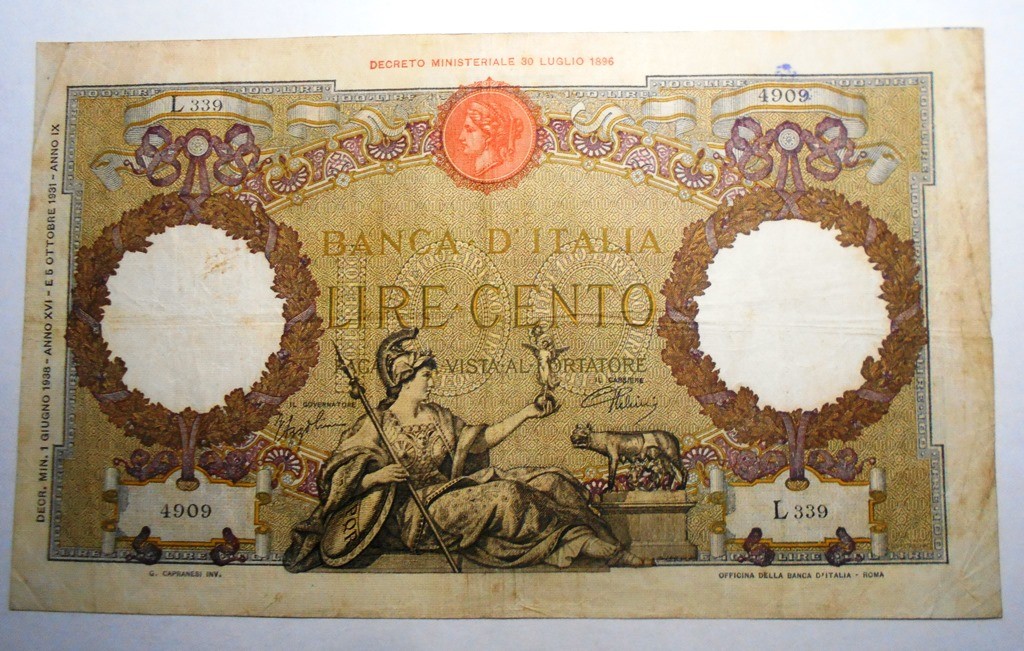 DECRETO MINISTERIALE 30 LUGLIO 1896
L 339
4909
DECR. MIN. 1 GIUGNO 1938 - ANNO XVI - E 5 OTTOBRE 1931 - ANNO IX
BANCA D'ITALIA
LIRE CENTO
VISTA AL PORTATORE
IL GOVERNATORE
IL CASSIERE
ROMA
4909
L 339
G. CAPRANESI INV.
OFFICINA DELLA BANCA D'ITALIA - ROMA